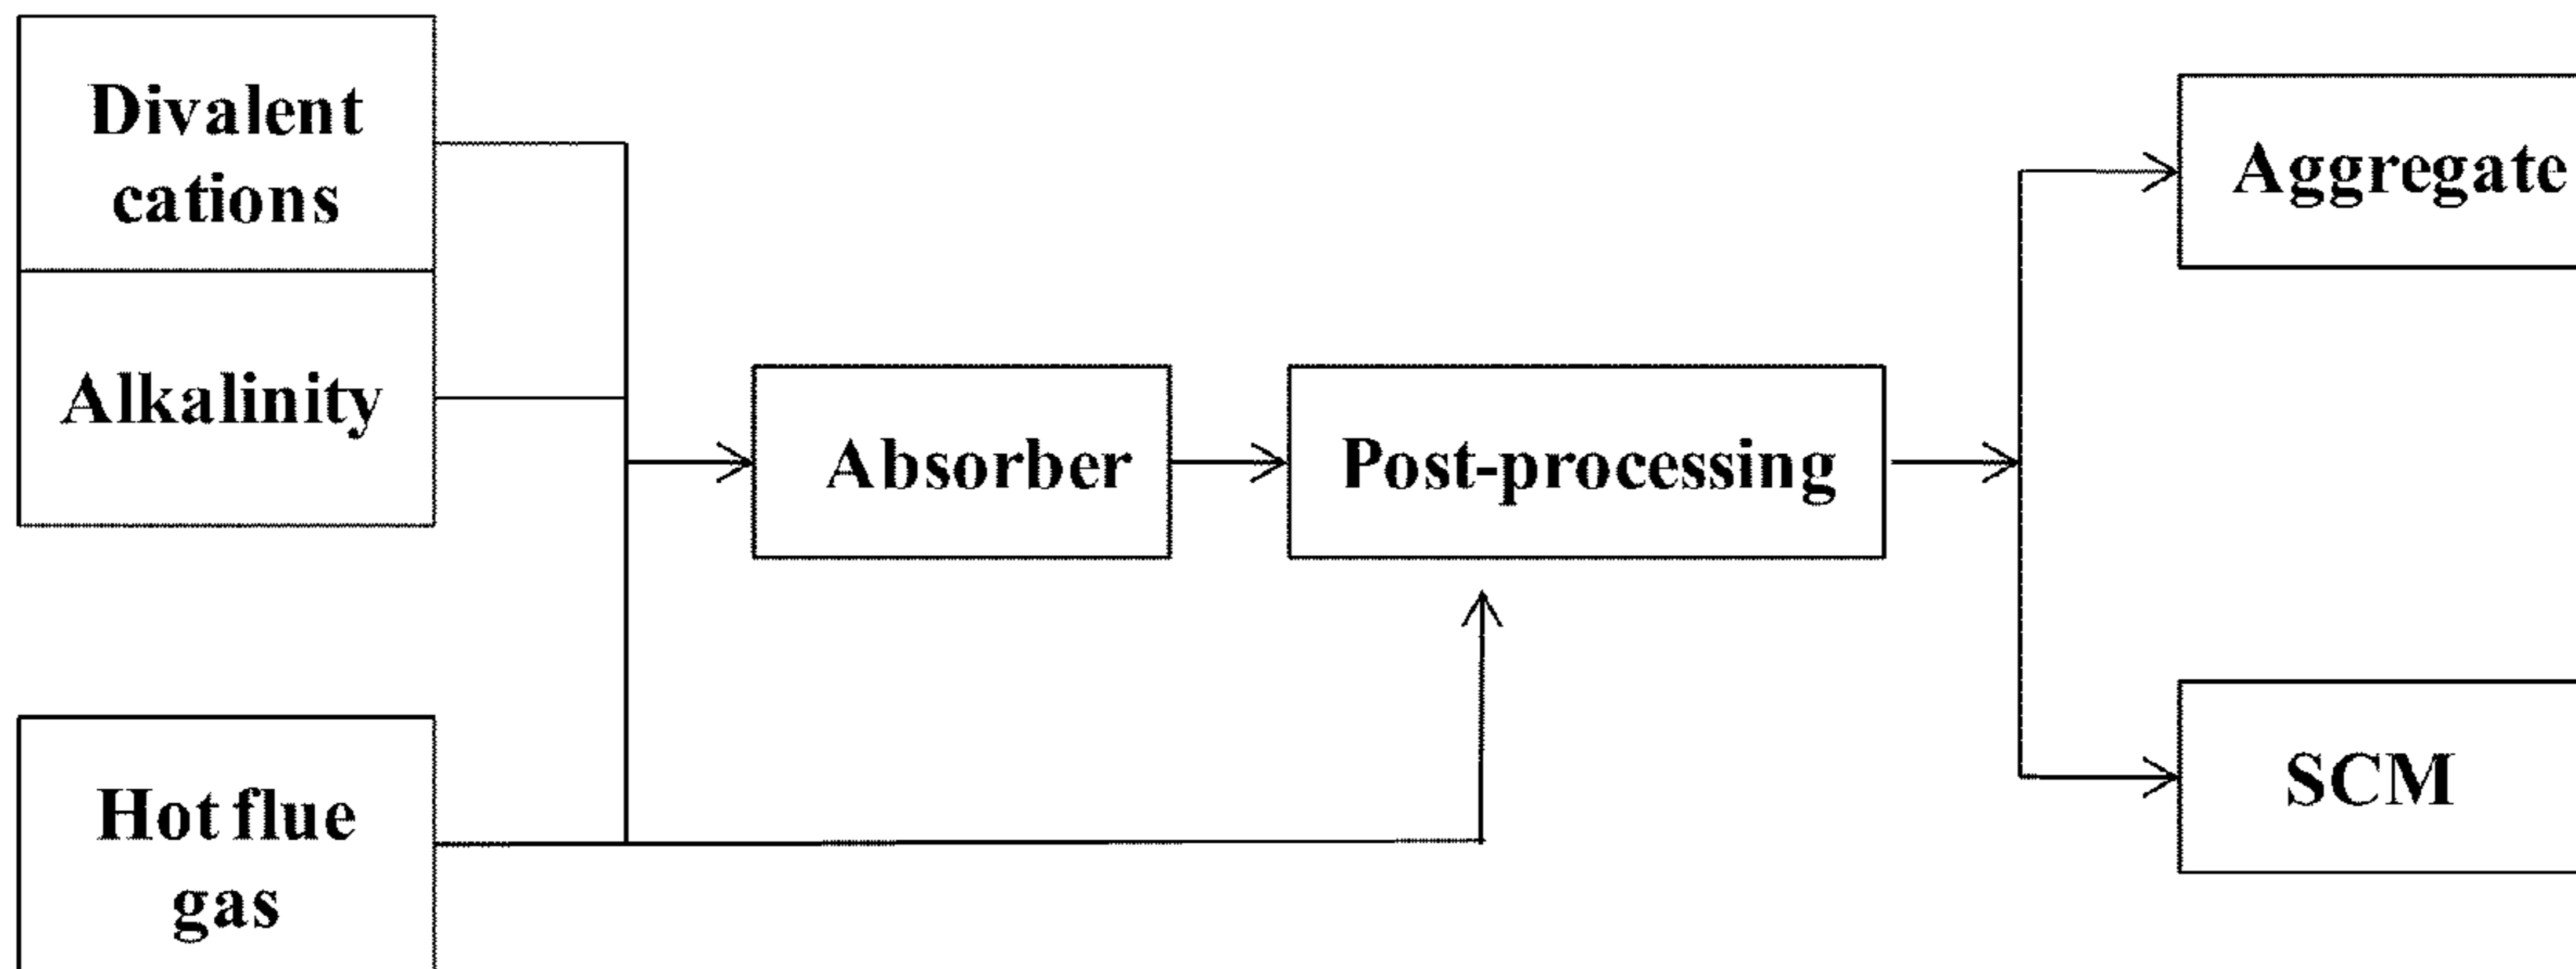 Divalent
cations
Alkalinity
Hot flue
gas
Absorber
Post-processing
Aggregate
SCM